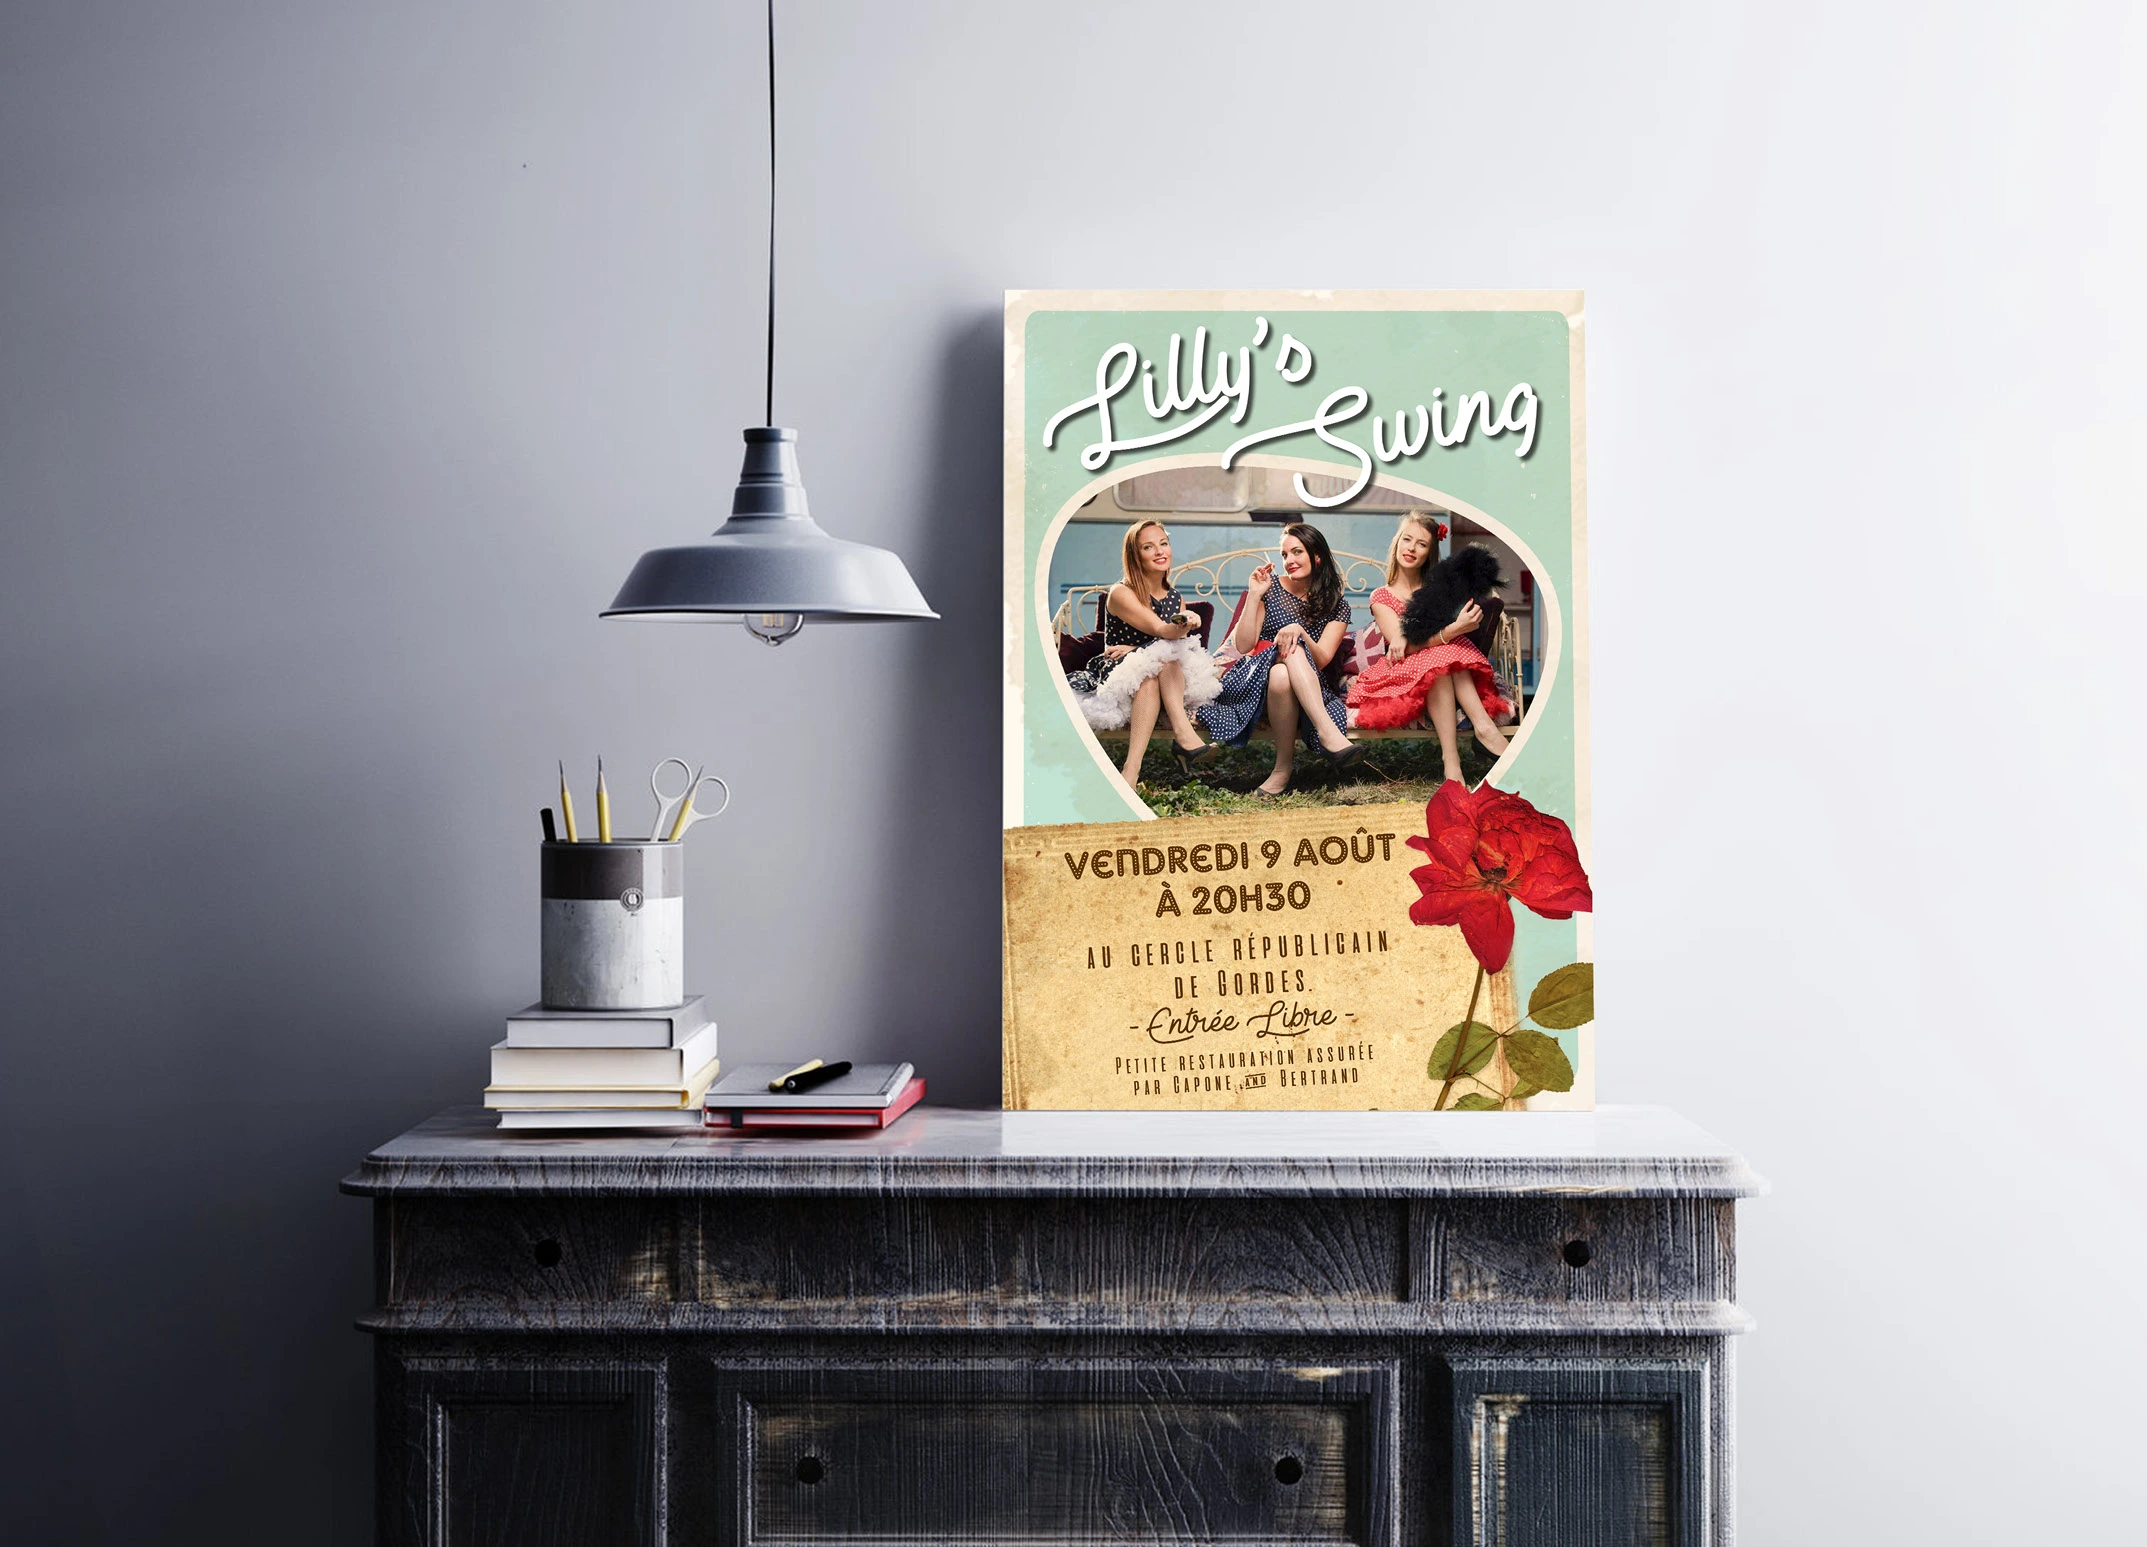 Lilly's
Swing
VENDREDI 9 AOÛT
À 20H30
AU CERCLE RÉPUBLICAIN
DE GORDES.
- Entrée Libre -
PETITE RESTAURATION ASSURÉE
PAR CAPONE AND BERTRAND